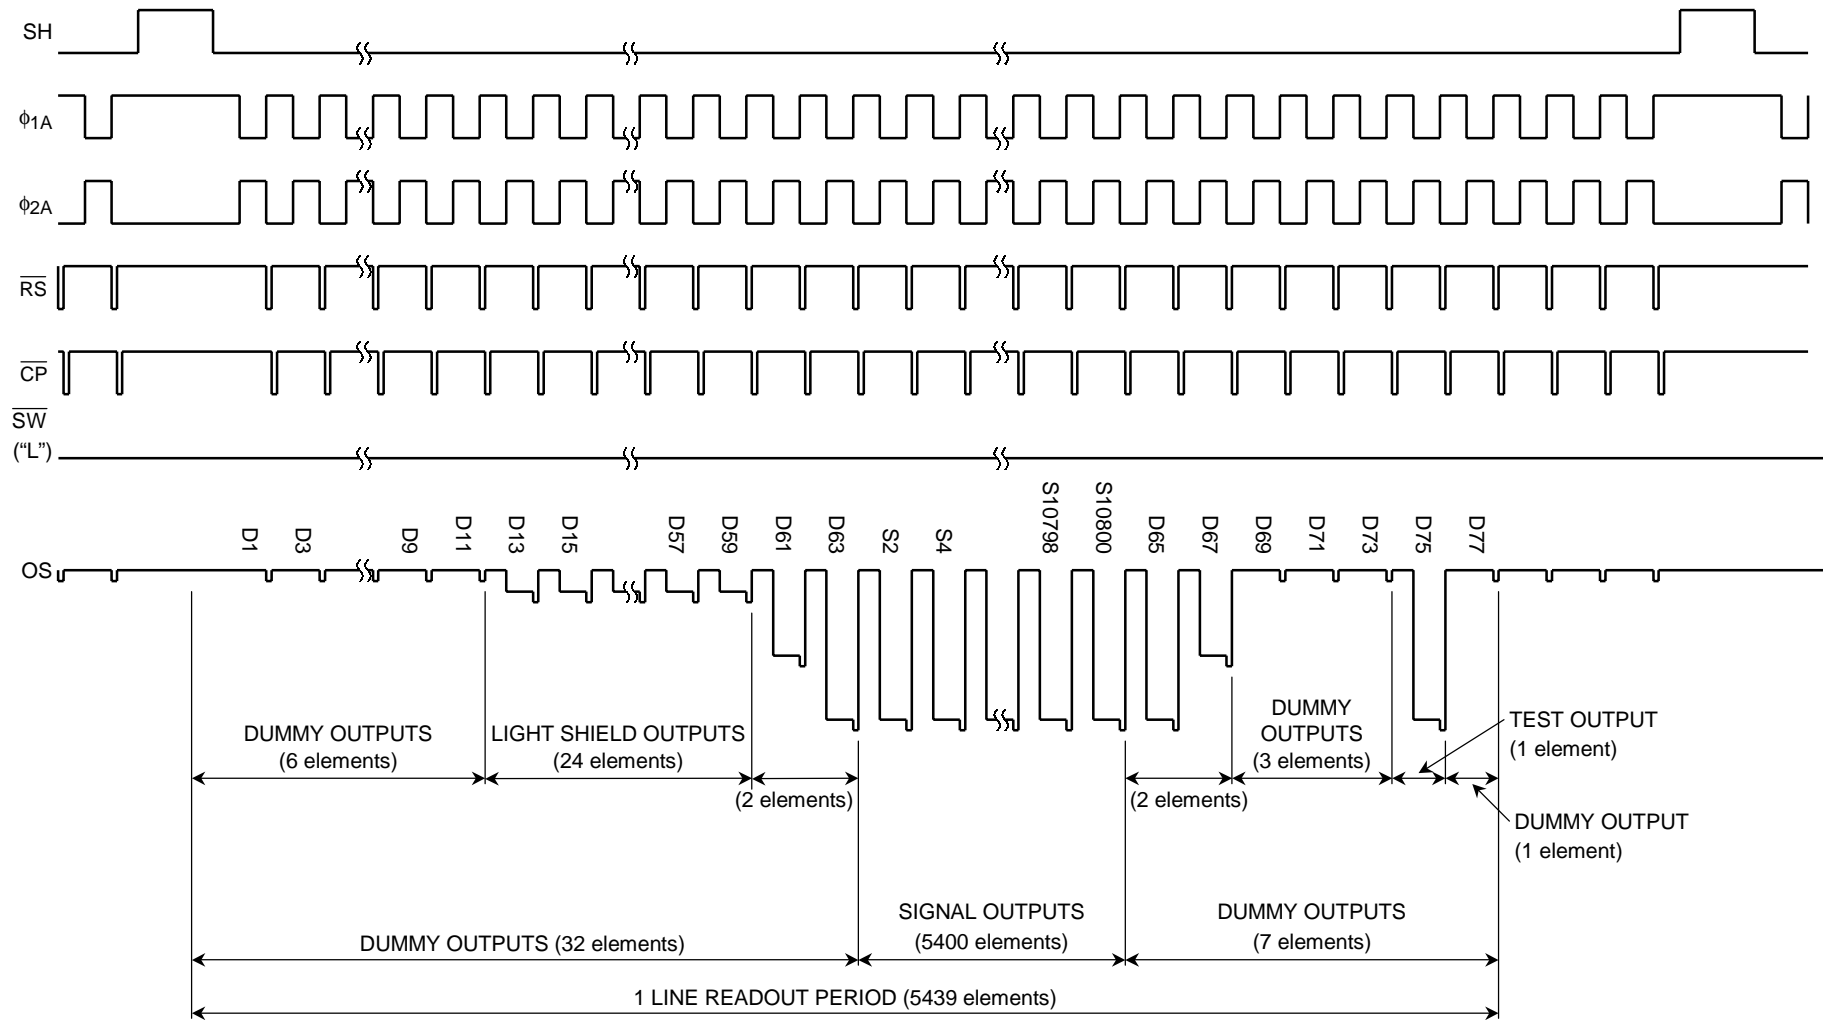 SH
ϕ1A
ϕ2A
RS
CP
SW
(“L”)
OS
D1
D3
D9
D11
D13
D15
D57
D59
D61
D63
S2
S4
S10798
S10800
D65
D67
D69
D71
D73
D75
D77
DUMMY OUTPUTS
(6 elements)
LIGHT SHIELD OUTPUTS
(24 elements)
(2 elements)
(2 elements)
DUMMY
OUTPUTS
(3 elements)
TEST OUTPUT
(1 element)
DUMMY OUTPUT
(1 element)
DUMMY OUTPUTS (32 elements)
SIGNAL OUTPUTS
(5400 elements)
DUMMY OUTPUTS
(7 elements)
1 LINE READOUT PERIOD (5439 elements)